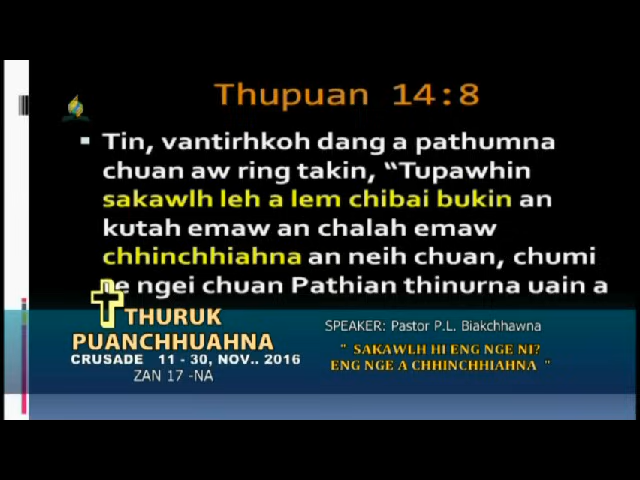 Thupuan 14:8
Tin, vantirhkoh dang a pathumna
chuan aw ring takin, “Tupawhin
sakawlh leh a lem chibai bukin an
kutah emaw an chalah emaw
chhinchhiahna an neih chuan, chumi
ngei chuan Pathian thinurna uain a
THURUK
PUANCHHUAHNA
CRUSADE 11 - 30, NOV.. 2016
ZAN 17 -NA
SPEAKER: Pastor P.L. Biakchhawna
" SAKAWLH HI ENG NGE NI?
ENG NGE A CHHINCHHIAHNA "